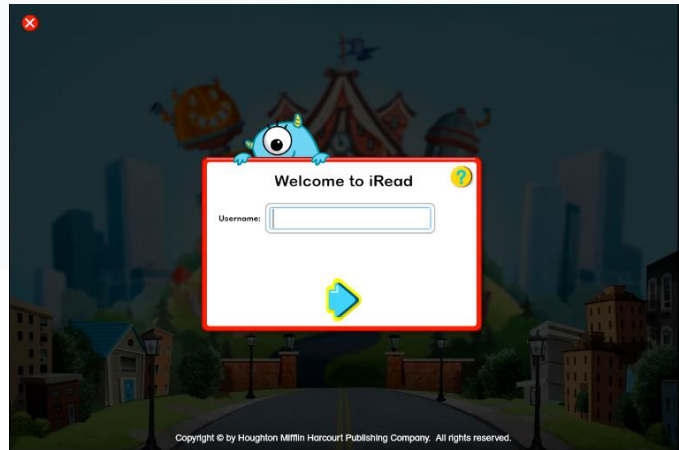 Welcome to iRead
?
Username:
Copyright © by Houghton Mifflin Harcourt Publishing Company. All rights reserved.